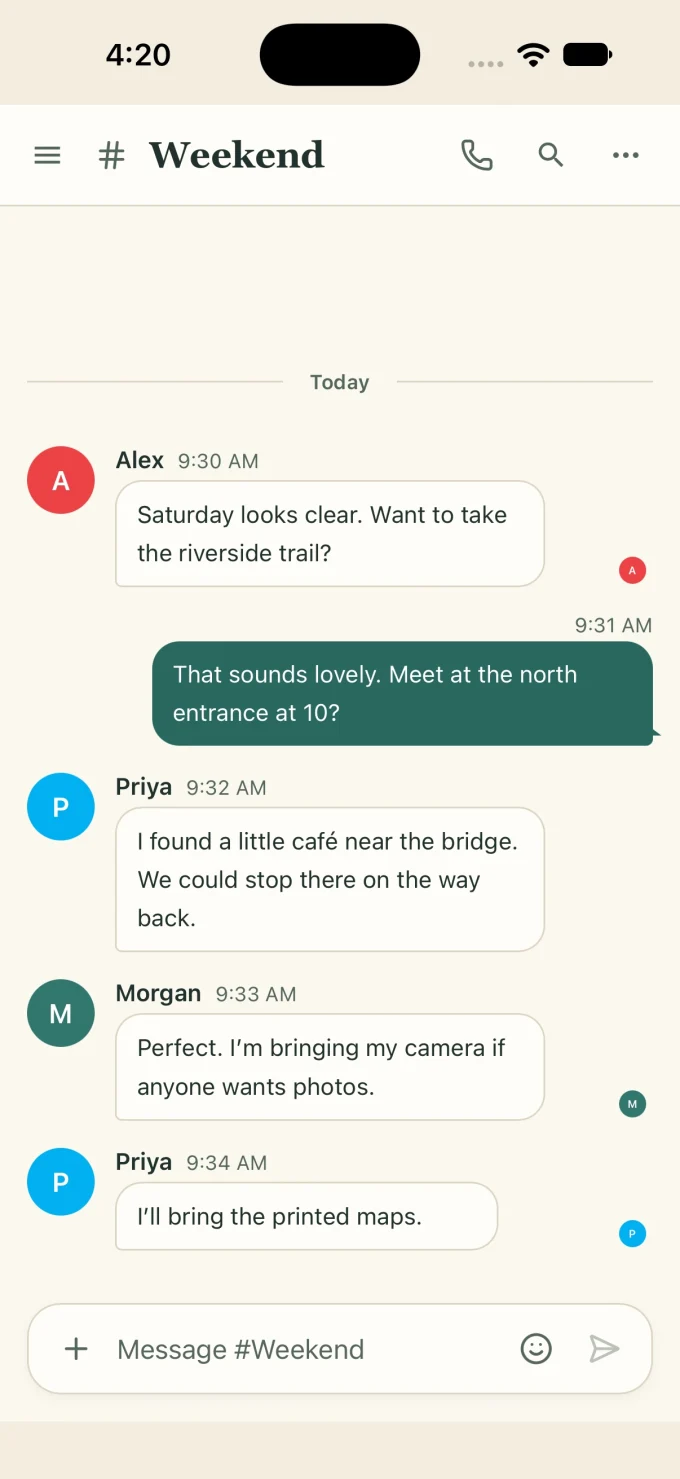 4:20
# Weekend
Today
A
Alex 9:30 AM
Saturday looks clear. Want to take
the riverside trail?
A
9:31 AM
That sounds lovely. Meet at the north
entrance at 10?
P
Priya 9:32 AM
I found a little café near the bridge.
We could stop there on the way
back.
M
Morgan 9:33 AM
Perfect. I’m bringing my camera if
anyone wants photos.
M
P
Priya 9:34 AM
I’ll bring the printed maps.
P
Message #Weekend